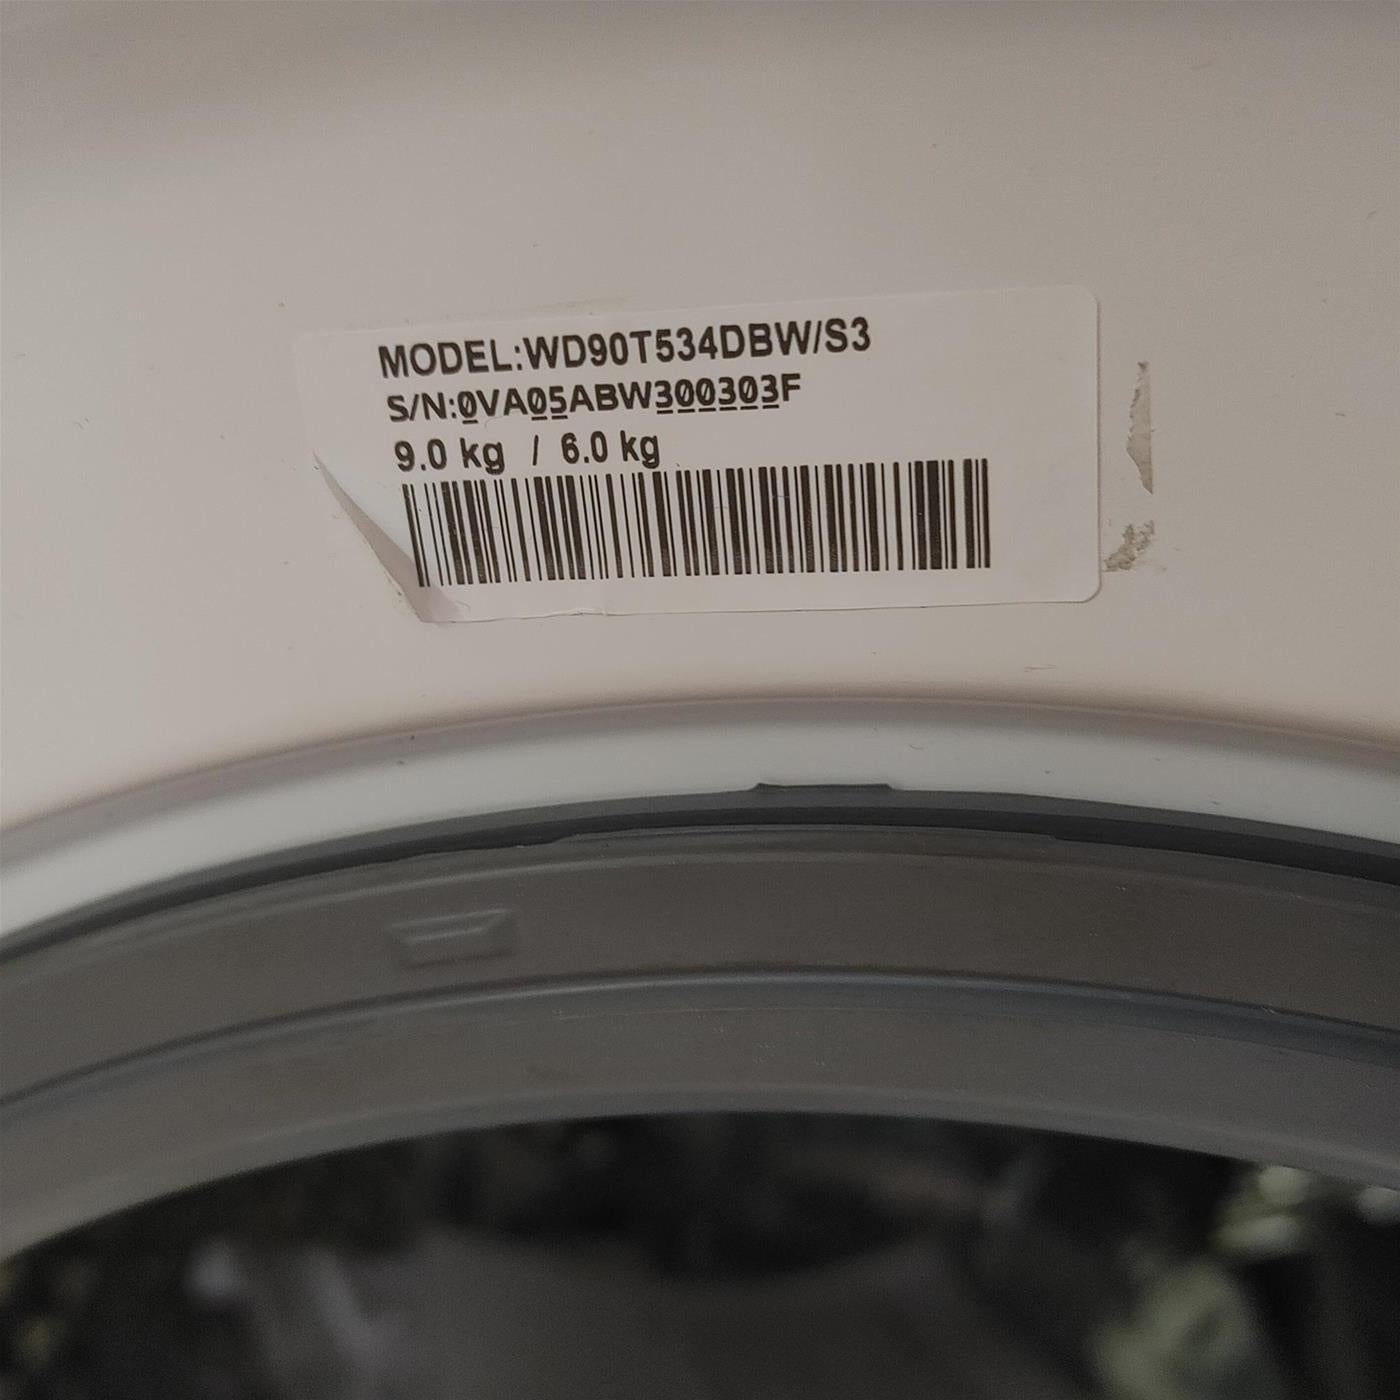 MODEL:WD90T534DBW/S3
S/N:0VA05ABW300303F
9.0 kg / 6.0 kg